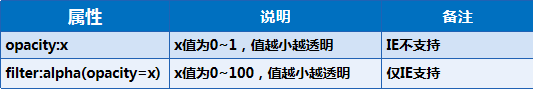 属性 说明 备注
opacity:x x值为0~1，值越小越透明 IE不支持
filter:alpha(opacity=x) x值为0~100，值越小越透明 仅IE支持